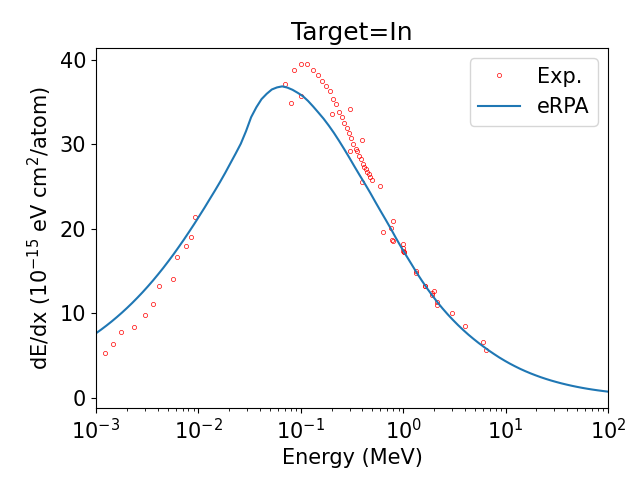 Target=In
dE/dx (10⁻¹⁵ eV cm²/atom)
40
30
20
10
0
Exp.
eRPA
10⁻³ 10⁻² 10⁻¹ 10⁰ 10¹ 10²
Energy (MeV)